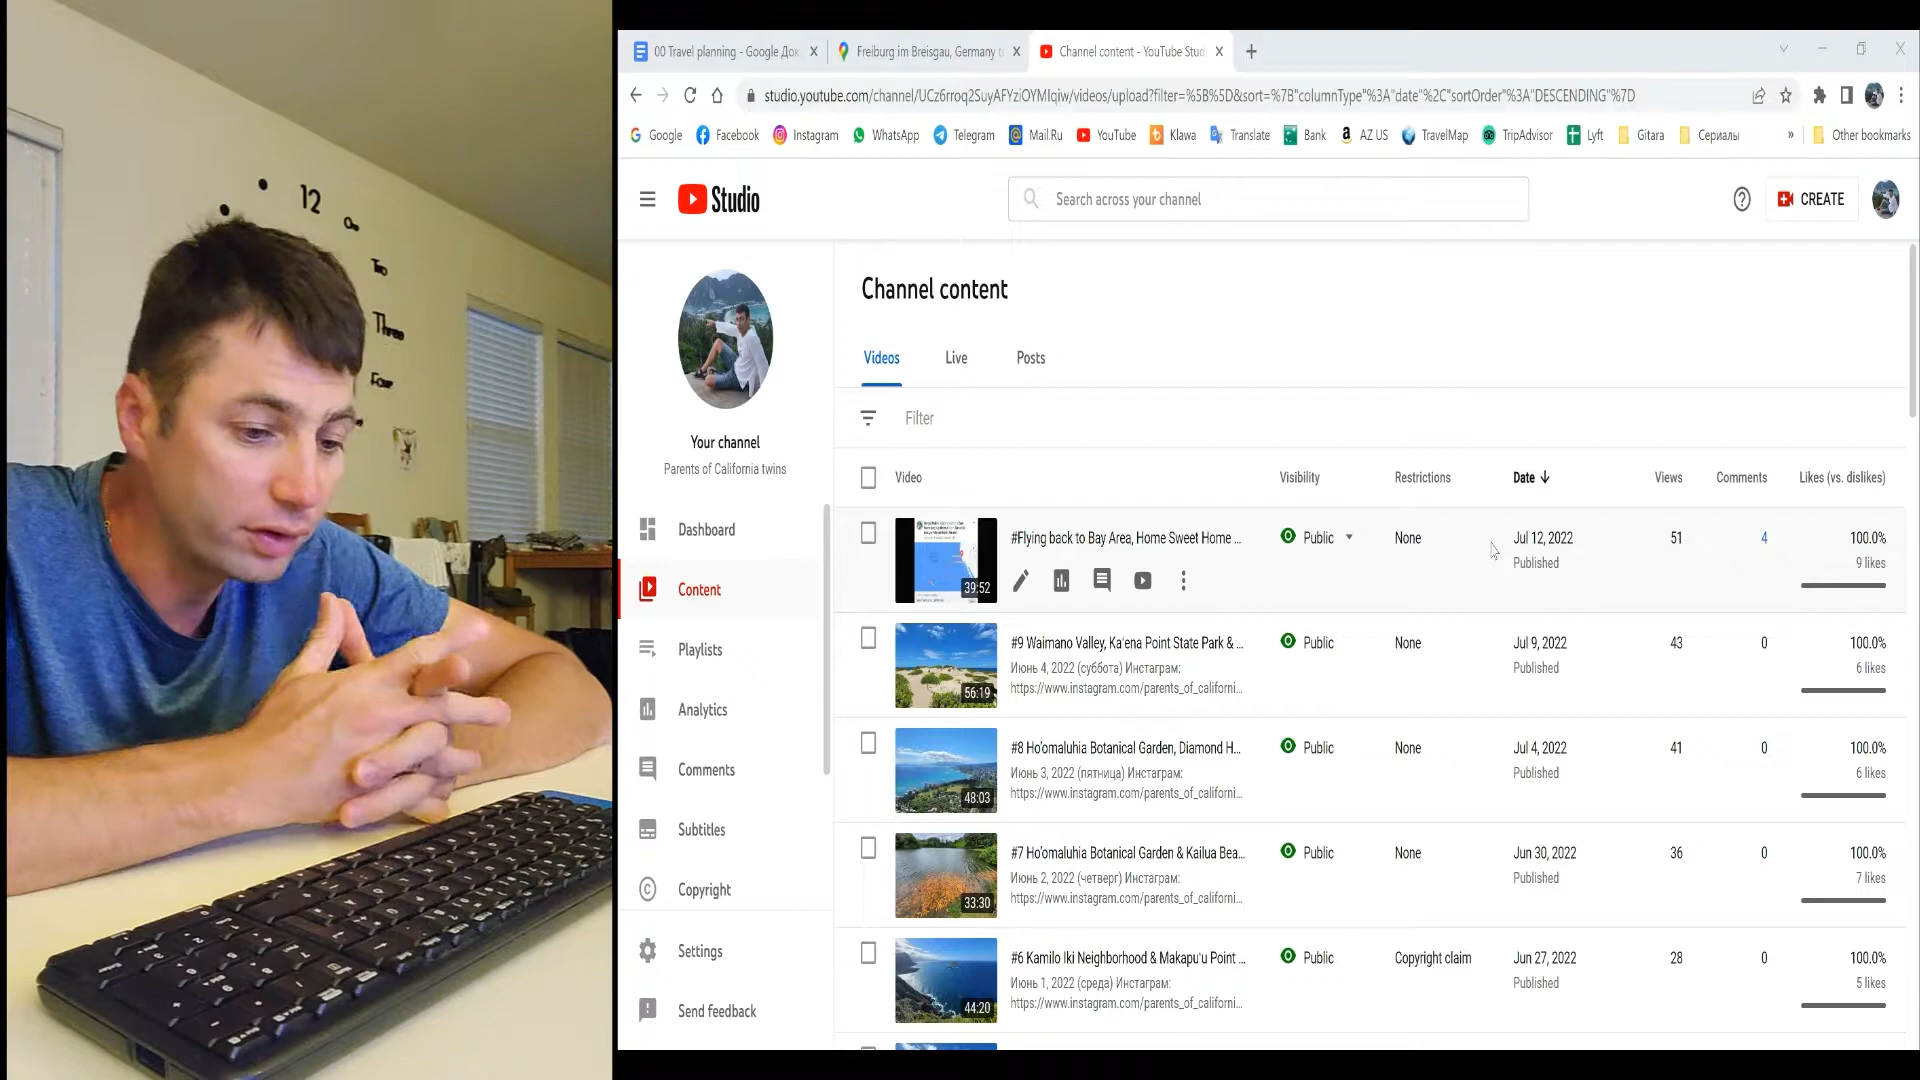 12
One
Two
Three
Four
00 Travel planning - Google Док
Freiburg im Breisgau, Germany to
Channel content - YouTube Stud
studio.youtube.com/channel/UCz6rroq2SuyAFYziOYMIqiw/videos/upload?filter=%5B%5D&sort=%7B"columnType"%3A"date"%2C"sortOrder"%3A"DESCENDING"%7D
Google Facebook Instagram WhatsApp Telegram Mail.Ru YouTube Klawa Translate Bank AZ US TravelMap TripAdvisor Lyft Gitara Сериалы » Other bookmarks
Studio
Search across your channel
CREATE
Your channel
Parents of California twins
Dashboard
Content
Playlists
Analytics
Comments
Subtitles
Copyright
Settings
Send feedback
Channel content
Videos Live Posts
Filter
Video Visibility Restrictions Date Views Comments Likes (vs. dislikes)
39:52
#Flying back to Bay Area, Home Sweet Home ... Public None Jul 12, 2022 51 4 100.0%
Published 9 likes
#9 Waimano Valley, Ka'ena Point State Park & ... Public None Jul 9, 2022 43 0 100.0%
Июнь 4, 2022 (суббота) Инстаграм: Published 6 likes
https://www.instagram.com/parents_of_californi...
56:19
#8 Ho'omaluhia Botanical Garden, Diamond H... Public None Jul 4, 2022 41 0 100.0%
Июнь 3, 2022 (пятница) Инстаграм: Published 6 likes
https://www.instagram.com/parents_of_californi...
48:03
#7 Ho'omaluhia Botanical Garden & Kailua Bea... Public None Jun 30, 2022 36 0 100.0%
Июнь 2, 2022 (четверг) Инстаграм: Published 7 likes
https://www.instagram.com/parents_of_californi...
33:30
#6 Kamilo Iki Neighborhood & Makapu'u Point ... Public Copyright claim Jun 27, 2022 28 0 100.0%
Июнь 1, 2022 (среда) Инстаграм: Published 5 likes
https://www.instagram.com/parents_of_californi...
44:20